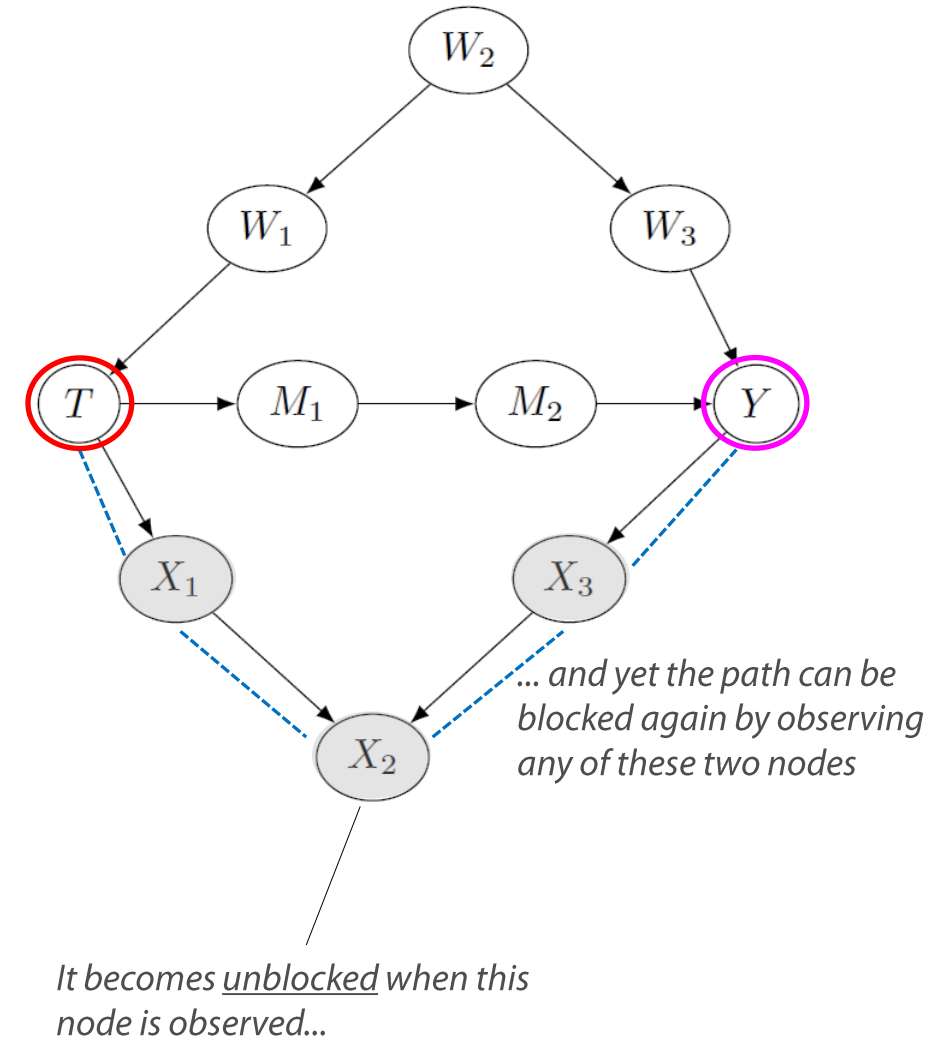 W₂
W₁
W₃
T
M₁
M₂
Y
X₁
X₃
... and yet the path can be
blocked again by observing
any of these two nodes
X₂
It becomes unblocked when this
node is observed...